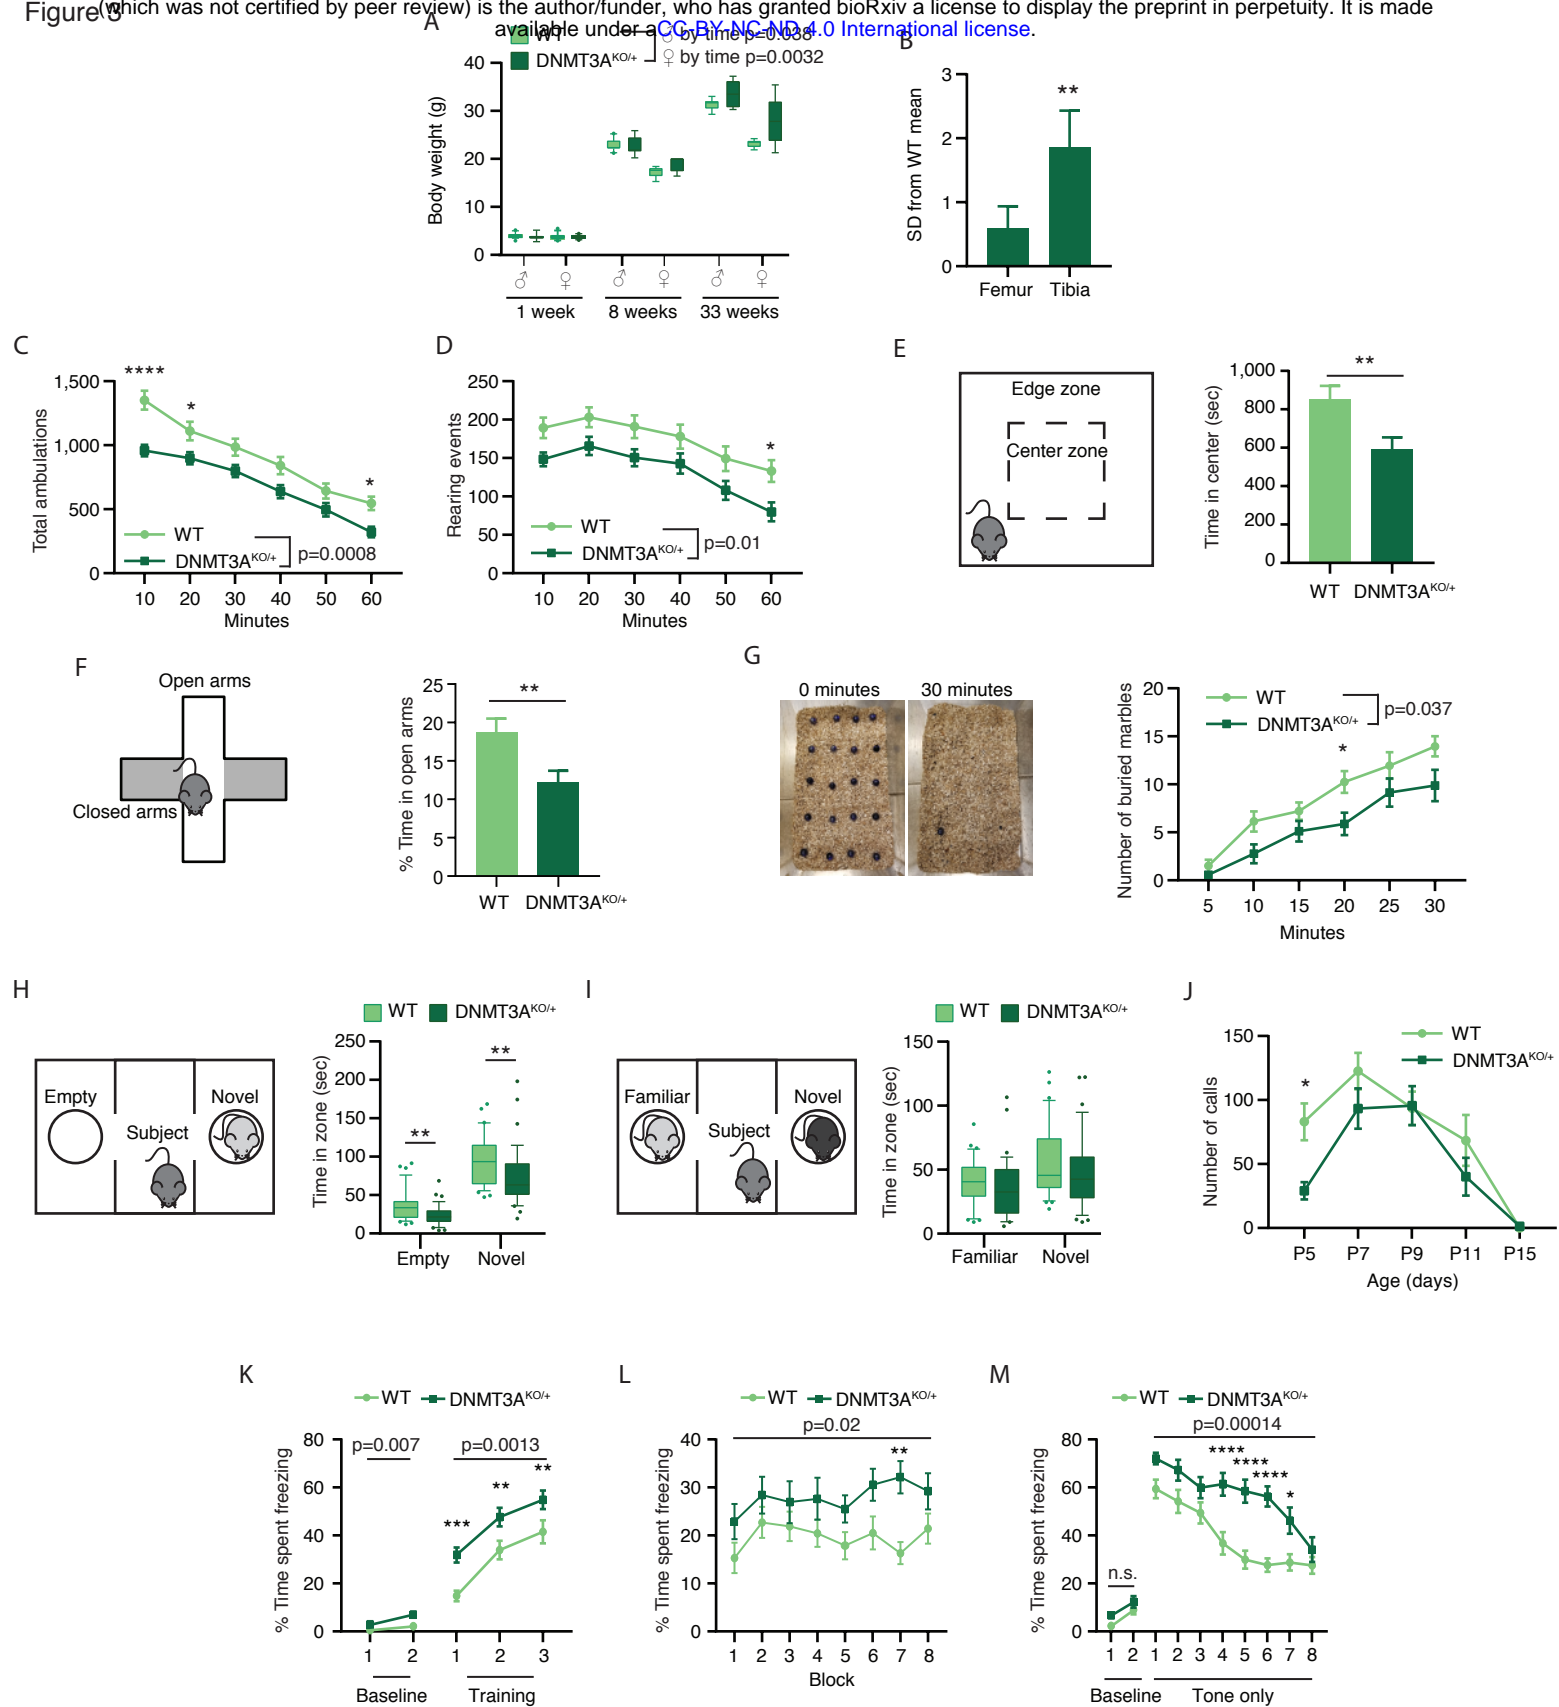 Figure 3
(which was not certified by peer review) is the author/funder, who has granted bioRxiv a license to display the preprint in perpetuity. It is made
available under aCC-BY-NC-ND 4.0 International license.
A
WT
♂ by time p=0.038
DNMT3AKO/+
♀ by time p=0.0032
Body weight (g)
40
30
20
10
0
♂ ♀ ♂ ♀ ♂ ♀
1 week 8 weeks 33 weeks
B
SD from WT mean
3
2
1
0
**
Femur Tibia
C
Total ambulations
1,500
1,000
500
0
****
*
*
WT
DNMT3AKO/+
p=0.0008
10 20 30 40 50 60
Minutes
D
Rearing events
250
200
150
100
50
0
*
WT
DNMT3AKO/+
p=0.01
10 20 30 40 50 60
Minutes
E
Edge zone
Center zone
Time in center (sec)
1,000
800
600
400
200
0
**
WT DNMT3AKO/+
F
Open arms
Closed arms
% Time in open arms
25
20
15
10
5
0
**
WT DNMT3AKO/+
G
0 minutes 30 minutes
Number of buried marbles
20
15
10
5
0
WT
DNMT3AKO/+
p=0.037
*
5 10 15 20 25 30
Minutes
H
Empty
Subject
Novel
WT DNMT3AKO/+
Time in zone (sec)
250
200
150
100
50
0
**
**
Empty Novel
I
Familiar
Subject
Novel
WT DNMT3AKO/+
Time in zone (sec)
150
100
50
0
Familiar Novel
J
Number of calls
150
100
50
0
WT
DNMT3AKO/+
*
P5 P7 P9 P11 P15
Age (days)
K
WT DNMT3AKO/+
% Time spent freezing
80
60
40
20
0
p=0.007 p=0.0013
***
**
**
1 2 1 2 3
Baseline Training
L
WT DNMT3AKO/+
p=0.02
% Time spent freezing
40
30
20
10
0
**
1 2 3 4 5 6 7 8
Block
M
WT DNMT3AKO/+
p=0.00014
% Time spent freezing
80
60
40
20
0
****
****
****
*
n.s.
1 2 1 2 3 4 5 6 7 8
Baseline Tone only